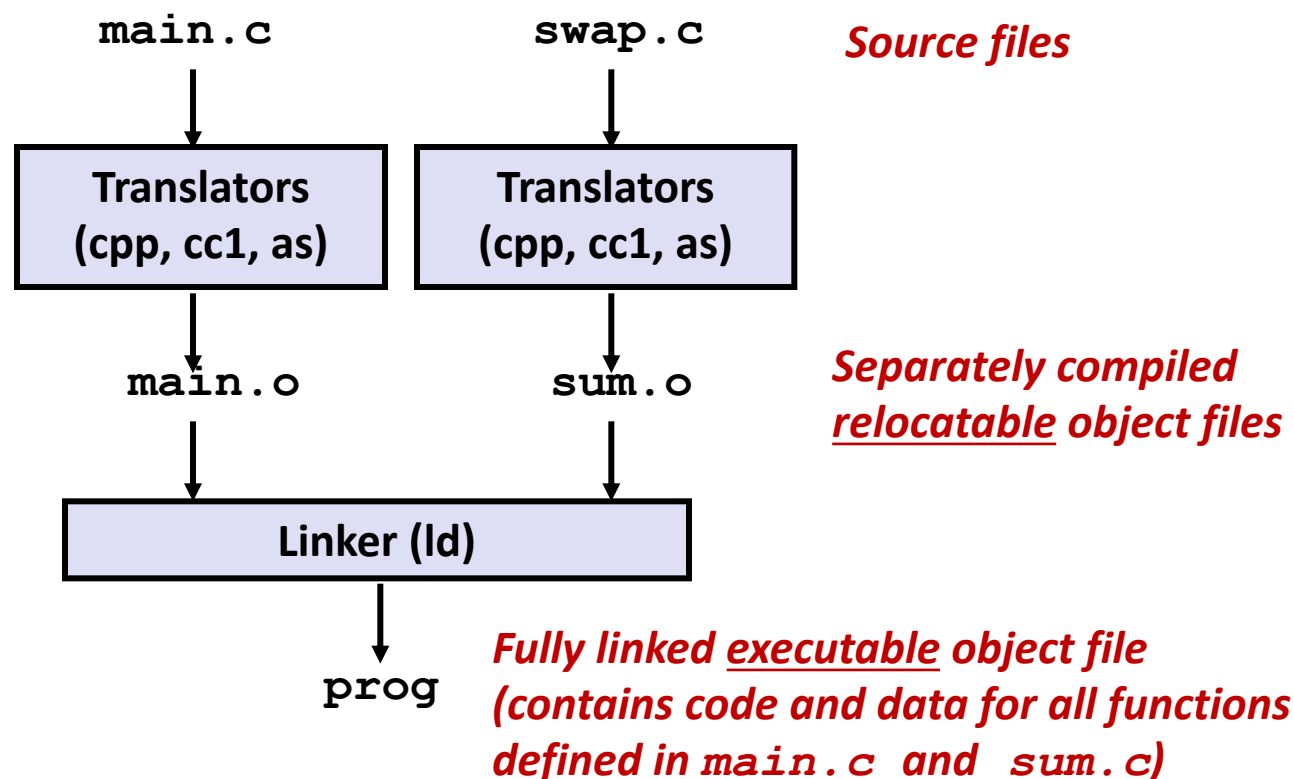 main.c
swap.c
Source files
Translators
(cpp, cc1, as)
Translators
(cpp, cc1, as)
main.o
sum.o
Separately compiled
relocatable object files
Linker (ld)
prog
Fully linked executable object file
(contains code and data for all functions
defined in main.c and sum.c)